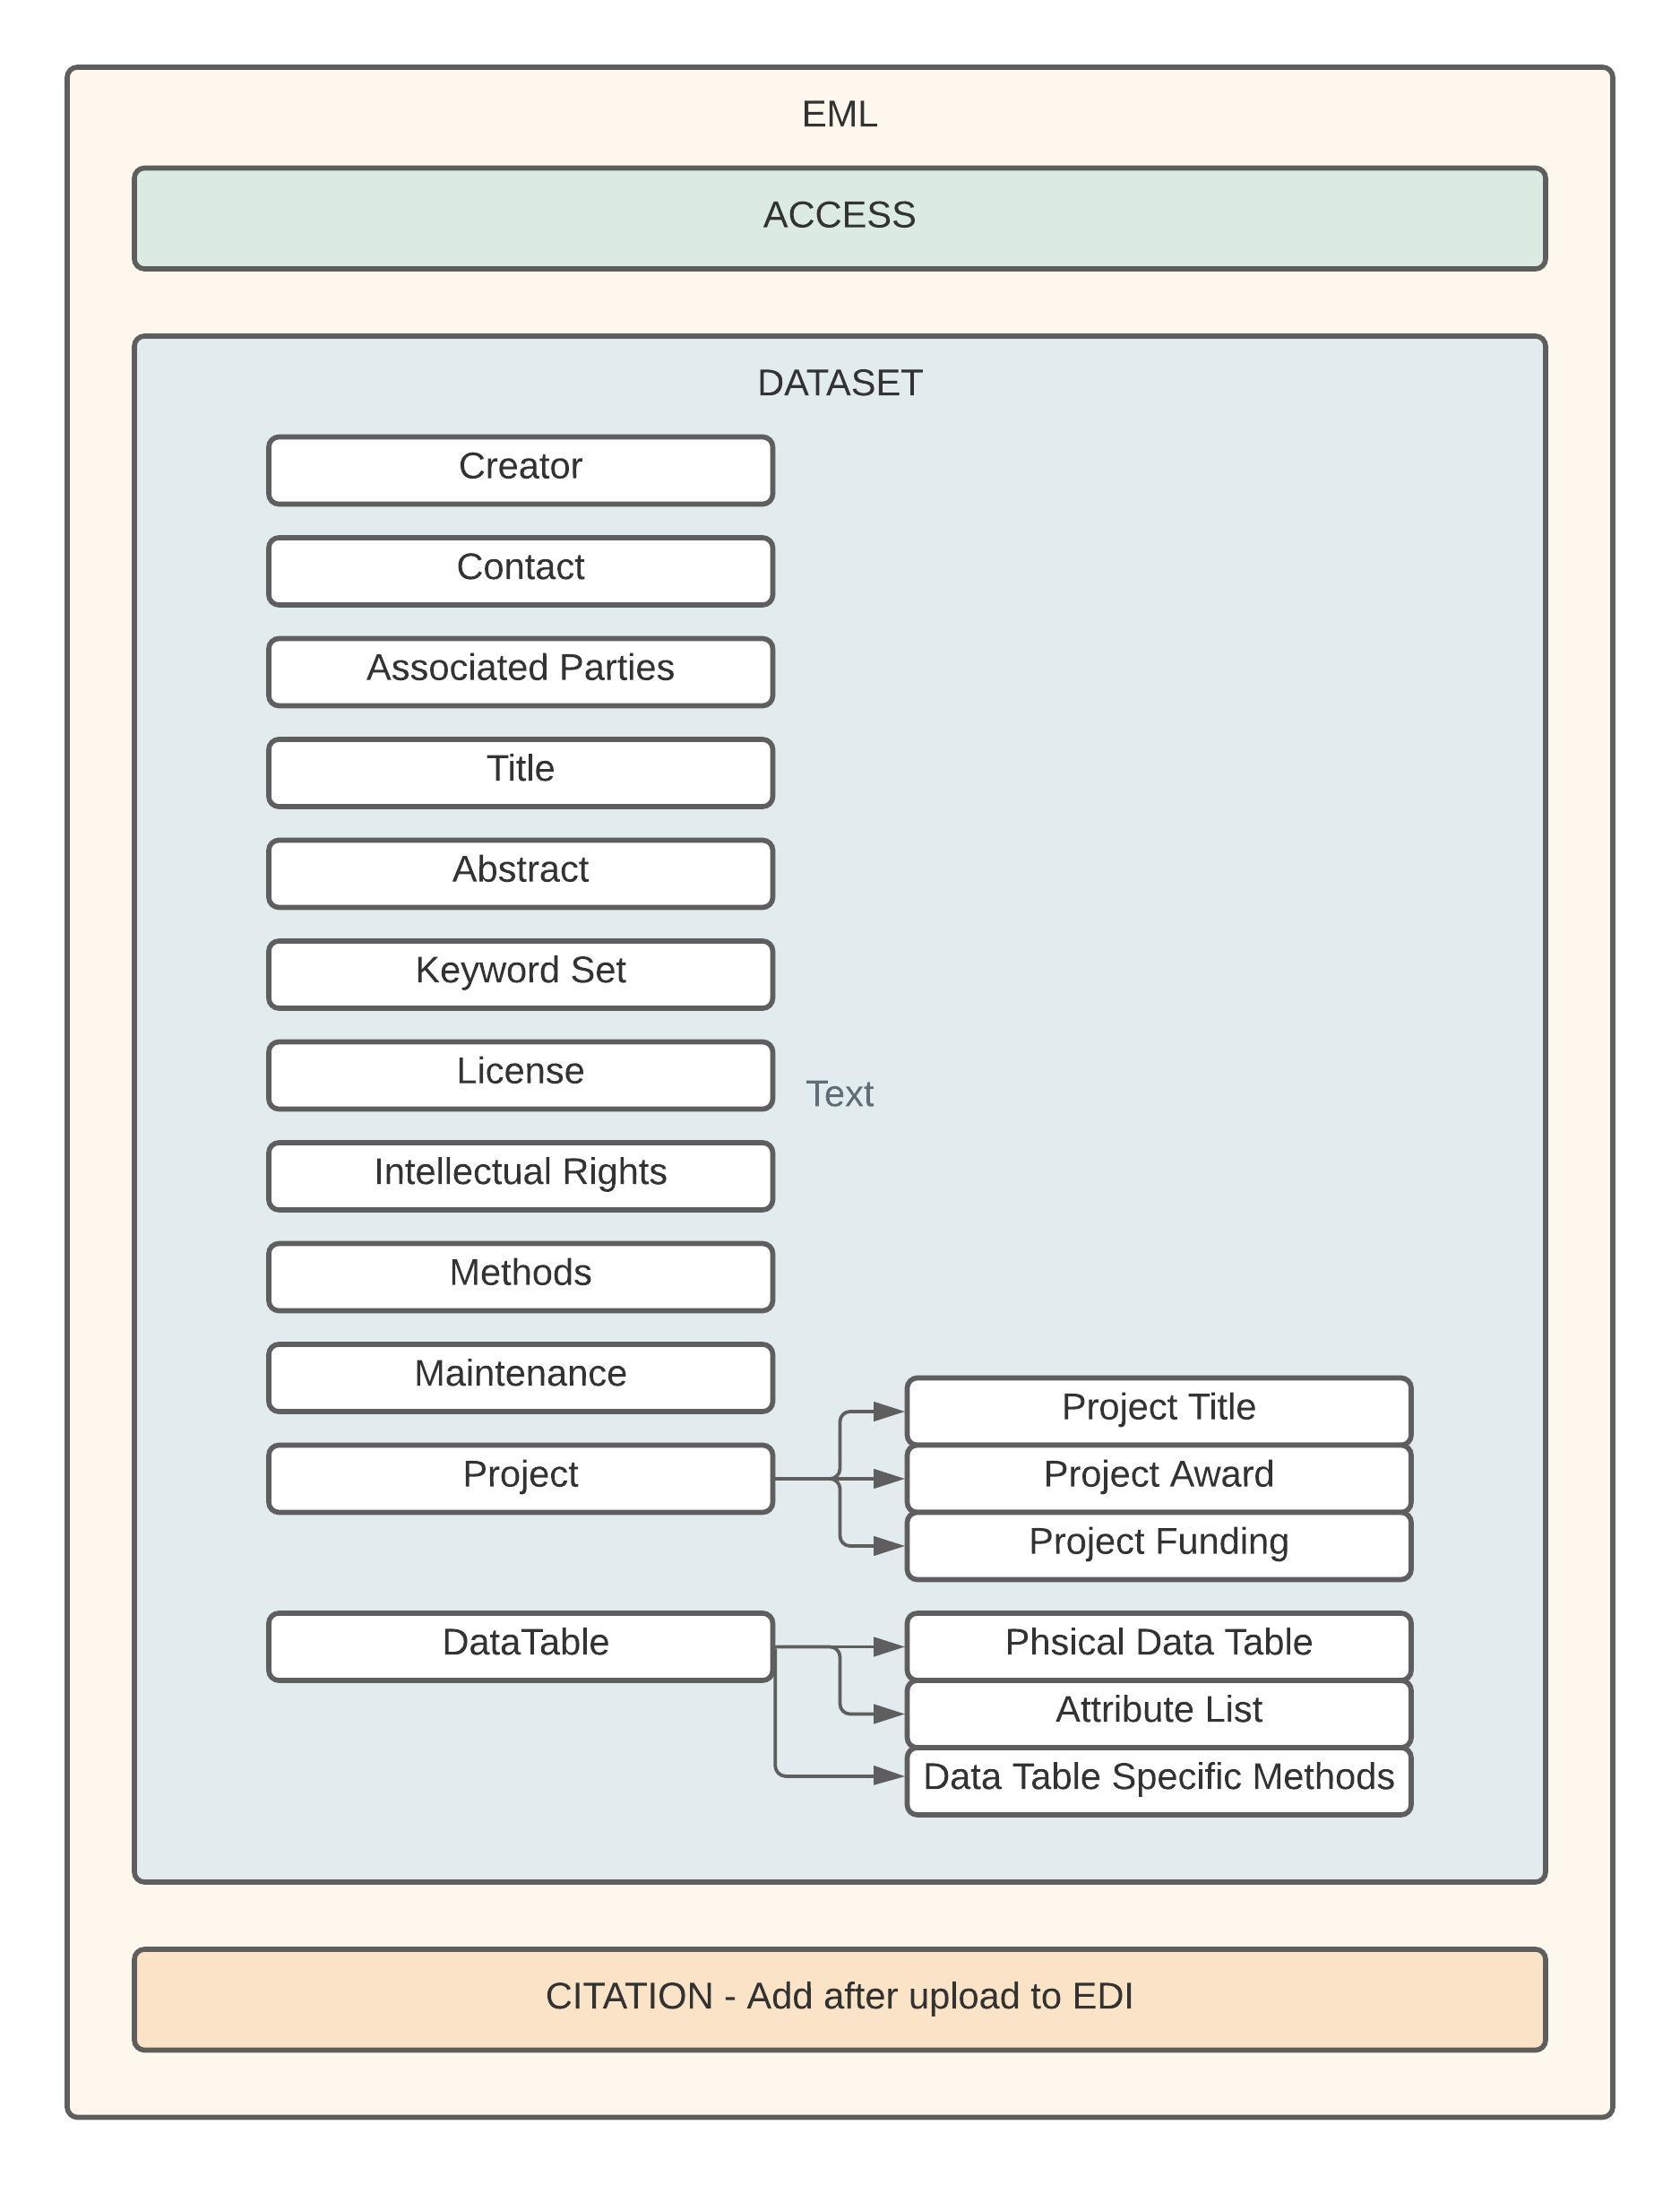 EML
ACCESS
DATASET
Creator
Contact
Associated Parties
Title
Abstract
Keyword Set
License
Text
Intellectual Rights
Methods
Maintenance
Project
Project Title
Project Award
Project Funding
DataTable
Phsical Data Table
Attribute List
Data Table Specific Methods
CITATION - Add after upload to EDI